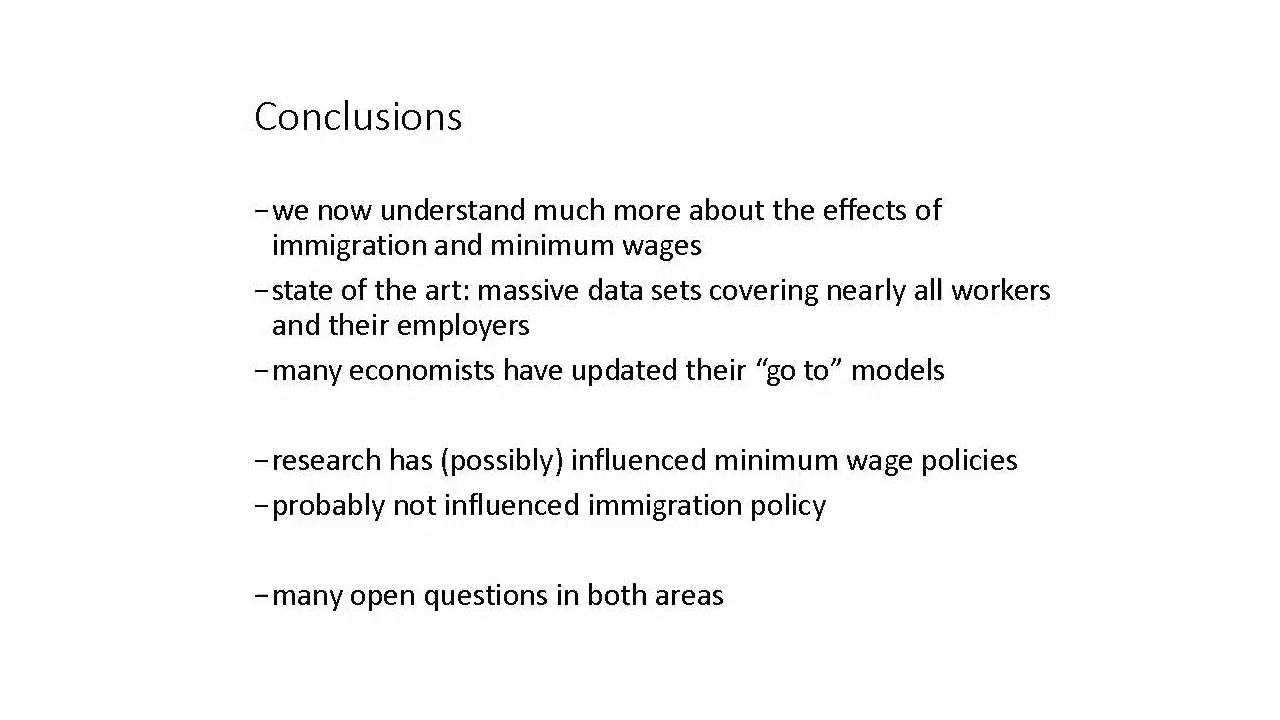 Conclusions
–we now understand much more about the effects of
immigration and minimum wages
–state of the art: massive data sets covering nearly all workers
and their employers
–many economists have updated their “go to” models
–research has (possibly) influenced minimum wage policies
–probably not influenced immigration policy
–many open questions in both areas